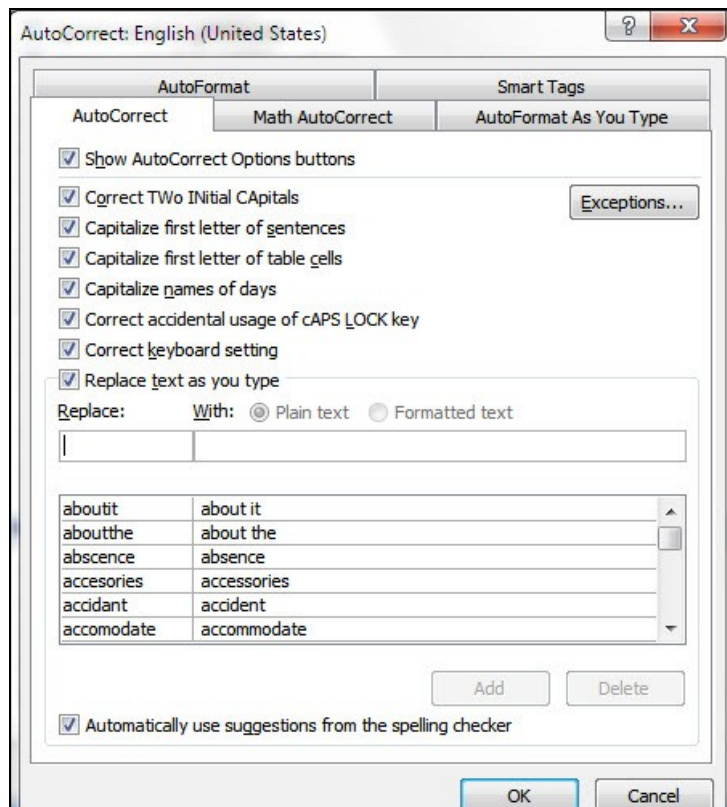 AutoCorrect: English (United States)
AutoFormat Smart Tags
AutoCorrect Math AutoCorrect AutoFormat As You Type
Show AutoCorrect Options buttons
Correct TWo INitial CApitals Exceptions...
Capitalize first letter of sentences
Capitalize first letter of table cells
Capitalize names of days
Correct accidental usage of cAPS LOCK key
Correct keyboard setting
Replace text as you type
Replace: With: Plain text Formatted text
aboutit about it
aboutthe about the
abscence absence
accesories accessories
accidant accident
accomodate accommodate
Add Delete
Automatically use suggestions from the spelling checker
OK Cancel